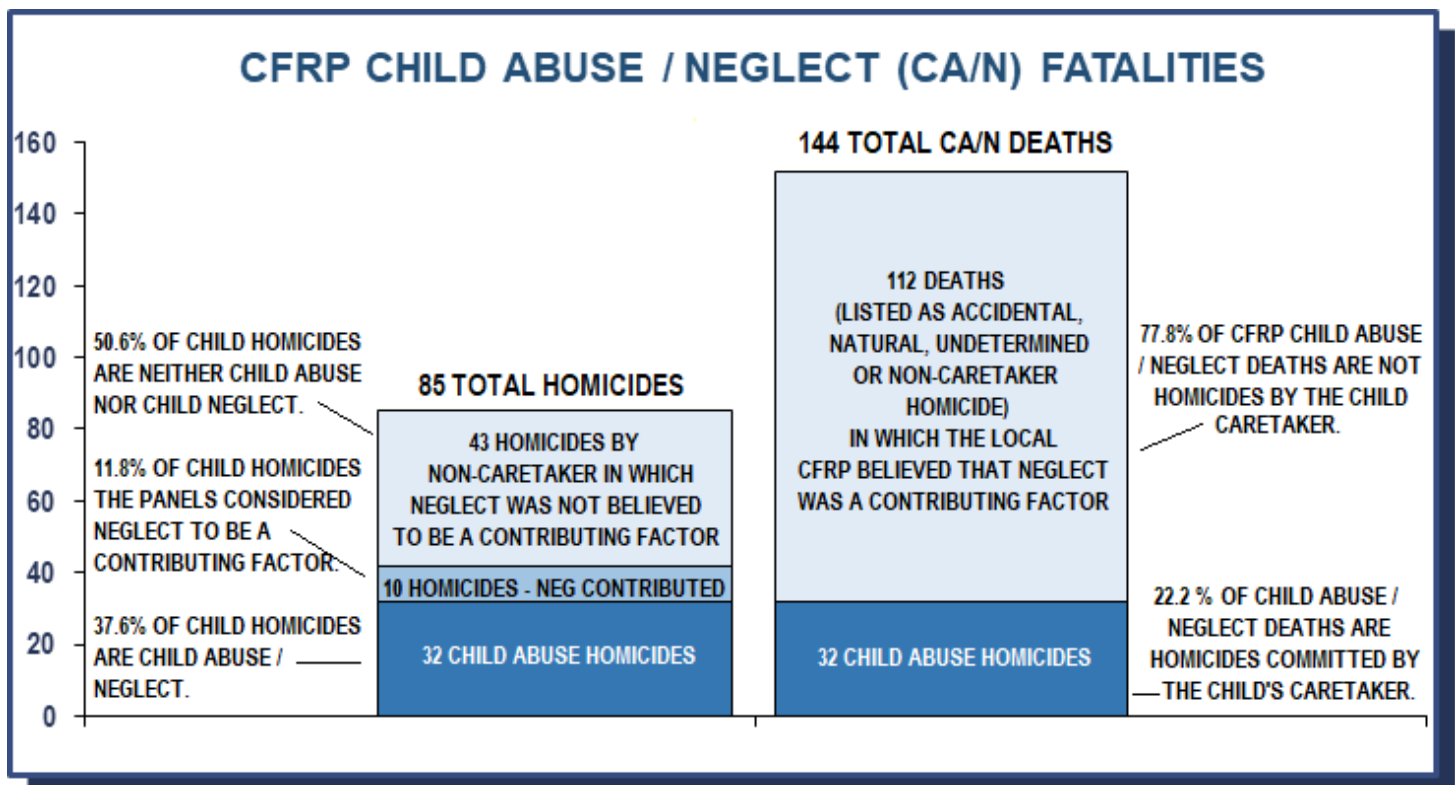 CFRP CHILD ABUSE / NEGLECT (CA/N) FATALITIES
160
140
120
100
80
60
40
20
0
50.6% OF CHILD HOMICIDES
ARE NEITHER CHILD ABUSE
NOR CHILD NEGLECT.
11.8% OF CHILD HOMICIDES
THE PANELS CONSIDERED
NEGLECT TO BE A
CONTRIBUTING FACTOR.
37.6% OF CHILD HOMICIDES
ARE CHILD ABUSE /
NEGLECT.
85 TOTAL HOMICIDES
43 HOMICIDES BY
NON-CARETAKER IN WHICH
NEGLECT WAS NOT BELIEVED
TO BE A CONTRIBUTING FACTOR
10 HOMICIDES - NEG CONTRIBUTED
32 CHILD ABUSE HOMICIDES
144 TOTAL CA/N DEATHS
112 DEATHS
(LISTED AS ACCIDENTAL,
NATURAL, UNDETERMINED
OR NON-CARETAKER
HOMICIDE)
IN WHICH THE LOCAL
CFRP BELIEVED THAT NEGLECT
WAS A CONTRIBUTING FACTOR
32 CHILD ABUSE HOMICIDES
77.8% OF CFRP CHILD ABUSE
/ NEGLECT DEATHS ARE NOT
HOMICIDES BY THE CHILD
CARETAKER.
22.2 % OF CHILD ABUSE /
NEGLECT DEATHS ARE
HOMICIDES COMMITTED BY
THE CHILD'S CARETAKER.